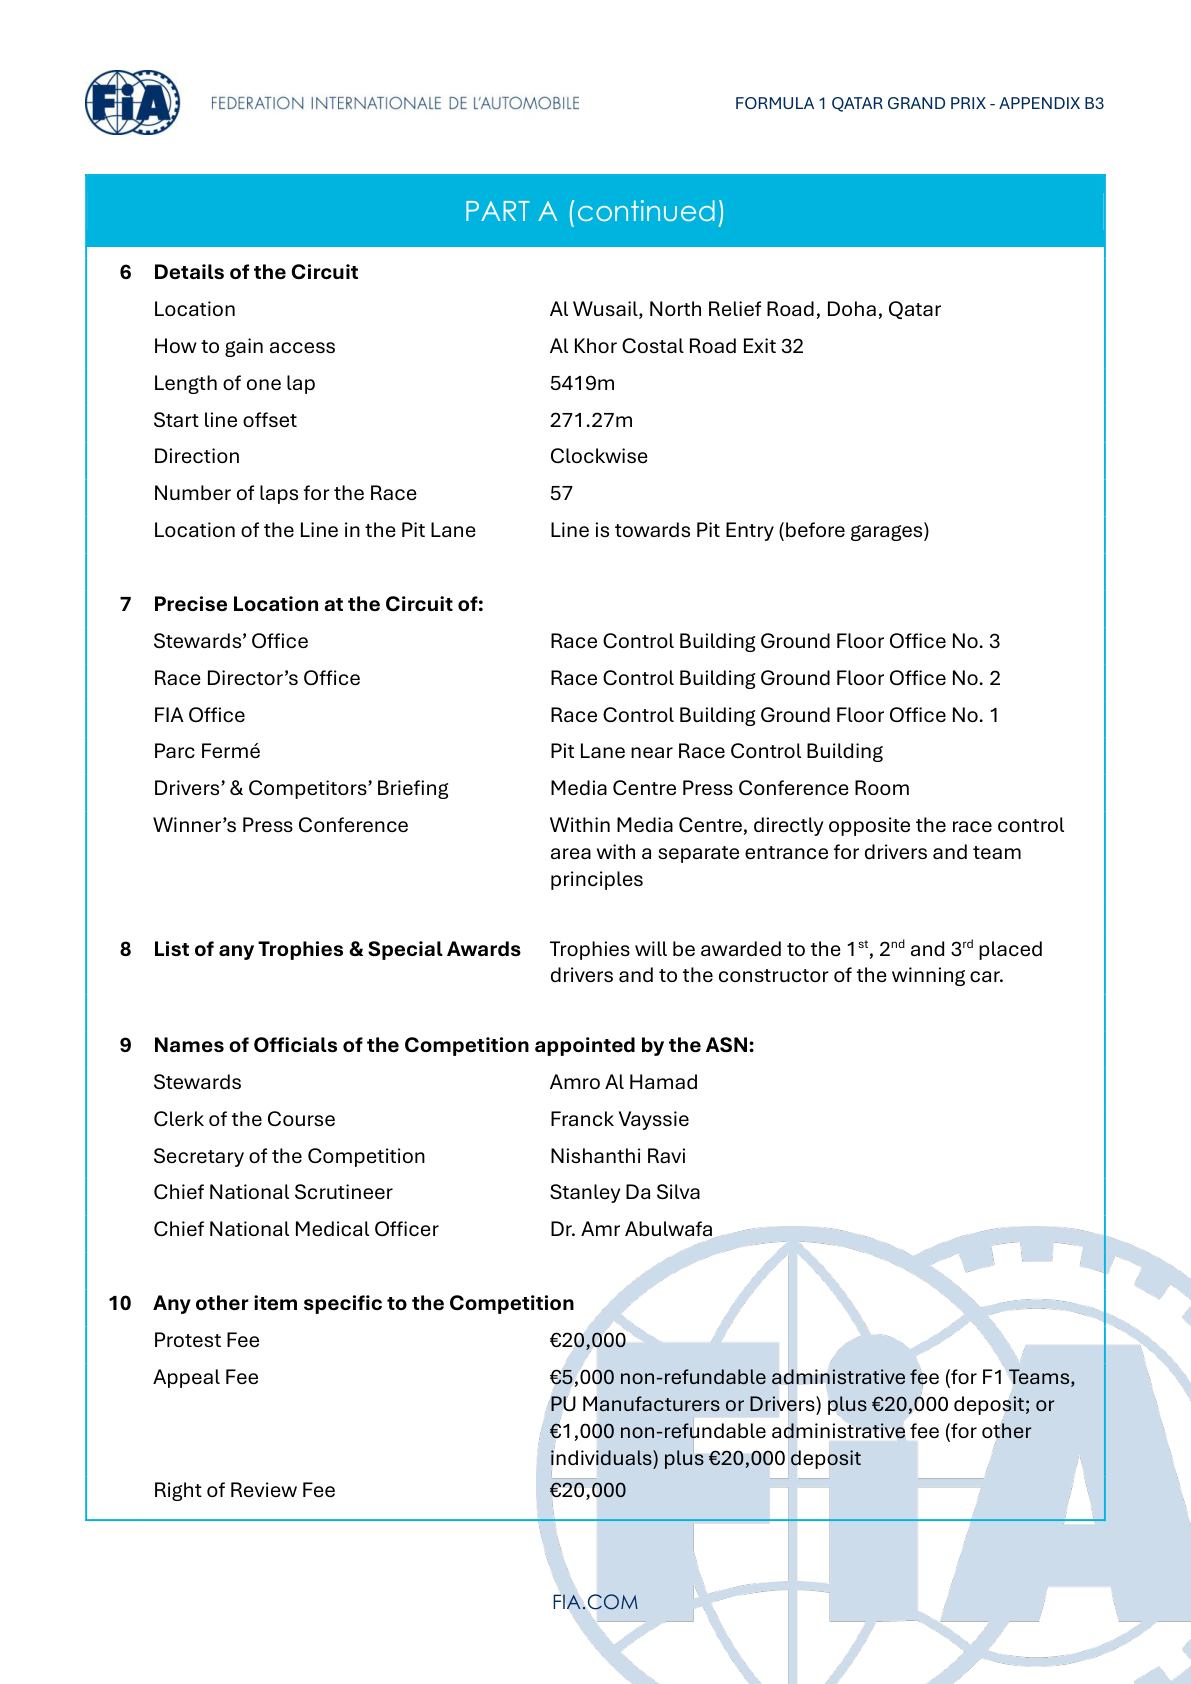 FIA
FEDERATION INTERNATIONALE DE L'AUTOMOBILE
FORMULA 1 QATAR GRAND PRIX - APPENDIX B3
PART A (continued)
6 Details of the Circuit
Location Al Wusail, North Relief Road, Doha, Qatar
How to gain access Al Khor Costal Road Exit 32
Length of one lap 5419m
Start line offset 271.27m
Direction Clockwise
Number of laps for the Race 57
Location of the Line in the Pit Lane Line is towards Pit Entry (before garages)
7 Precise Location at the Circuit of:
Stewards’ Office Race Control Building Ground Floor Office No. 3
Race Director’s Office Race Control Building Ground Floor Office No. 2
FIA Office Race Control Building Ground Floor Office No. 1
Parc Fermé Pit Lane near Race Control Building
Drivers’ & Competitors’ Briefing Media Centre Press Conference Room
Winner’s Press Conference Within Media Centre, directly opposite the race control
area with a separate entrance for drivers and team
principles
8 List of any Trophies & Special Awards Trophies will be awarded to the 1st, 2nd and 3rd placed
drivers and to the constructor of the winning car.
9 Names of Officials of the Competition appointed by the ASN:
Stewards Amro Al Hamad
Clerk of the Course Franck Vayssie
Secretary of the Competition Nishanthi Ravi
Chief National Scrutineer Stanley Da Silva
Chief National Medical Officer Dr. Amr Abulwafa
10 Any other item specific to the Competition
Protest Fee €20,000
Appeal Fee €5,000 non-refundable administrative fee (for F1 Teams,
PU Manufacturers or Drivers) plus €20,000 deposit; or
€1,000 non-refundable administrative fee (for other
individuals) plus €20,000 deposit
Right of Review Fee €20,000
FIA
FIA.COM